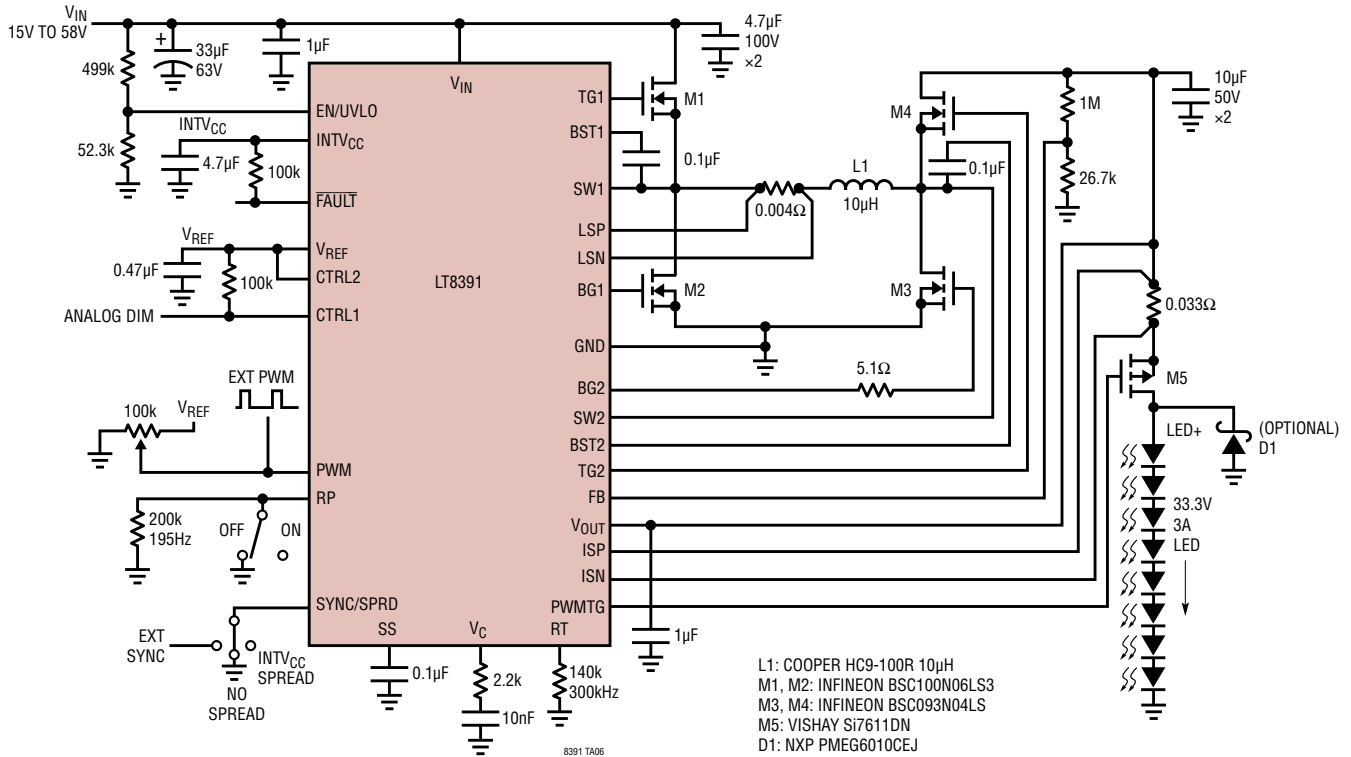 VIN
15V TO 58V
499k
+
33µF
63V
1µF
4.7µF
100V
×2
52.3k
INTVCC
4.7µF
100k
VREF
0.47µF
100k
ANALOG DIM
EXT PWM
100k
VREF
200k
195Hz
OFF
ON
EXT
SYNC
INTVCC
SPREAD
NO
SPREAD
VIN
EN/UVLO
INTVCC
FAULT
VREF
CTRL2
CTRL1
PWM
RP
SYNC/SPRD
SS
VC
RT
LT8391
TG1
BST1
SW1
LSP
LSN
BG1
GND
BG2
SW2
BST2
TG2
FB
VOUT
ISP
ISN
PWMTG
0.1µF
2.2k
10nF
140k
300kHz
1µF
M1
0.1µF
0.004Ω
L1
10µH
M2
M4
0.1µF
M3
5.1Ω
1M
26.7k
10µF
50V
×2
0.033Ω
M5
LED+
(OPTIONAL)
D1
33.3V
3A
LED
L1: COOPER HC9-100R 10µH
M1, M2: INFINEON BSC100N06LS3
M3, M4: INFINEON BSC093N04LS
M5: VISHAY Si7611DN
D1: NXP PMEG6010CEJ
8391 TA06